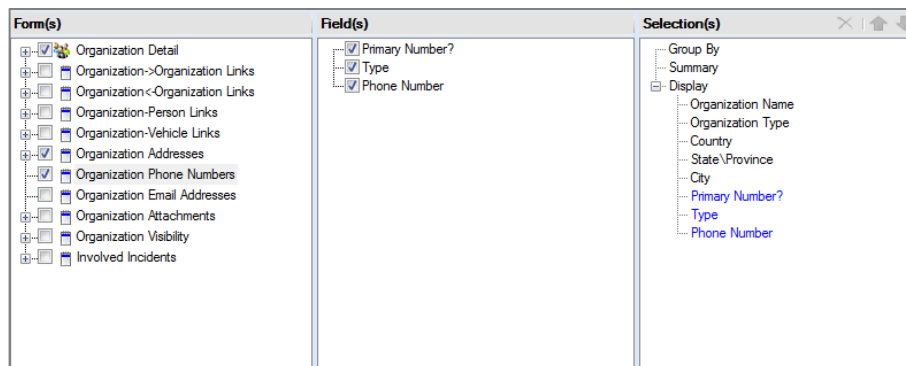 Form(s)
Organization Detail
Organization->Organization Links
Organization<-Organization Links
Organization-Person Links
Organization-Vehicle Links
Organization Addresses
Organization Phone Numbers
Organization Email Addresses
Organization Attachments
Organization Visibility
Involved Incidents
Field(s)
Primary Number?
Type
Phone Number
Selection(s)
Group By
Summary
Display
Organization Name
Organization Type
Country
State\Province
City
Primary Number?
Type
Phone Number